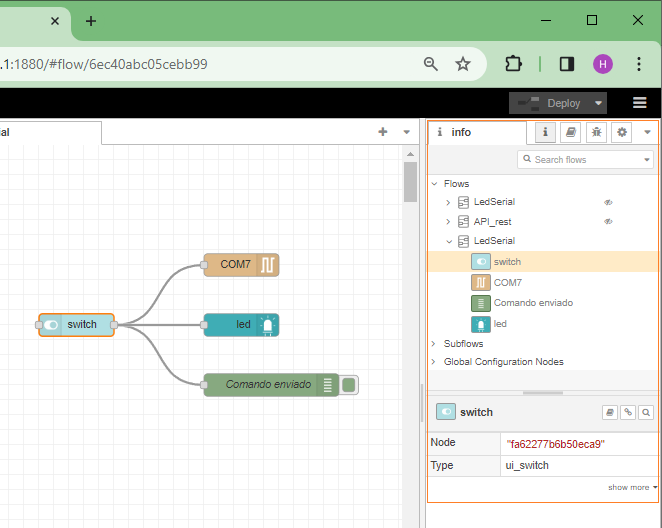 .1:1880/#flow/6ec40abc05cebb99
H
Deploy
ial
info
i
Search flows
Flows
LedSerial
API_rest
LedSerial
switch
COM7
Comando enviado
led
Subflows
Global Configuration Nodes
COM7
switch
led
Comando enviado
switch
Node
"fa62277b6b50eca9"
Type
ui_switch
show more